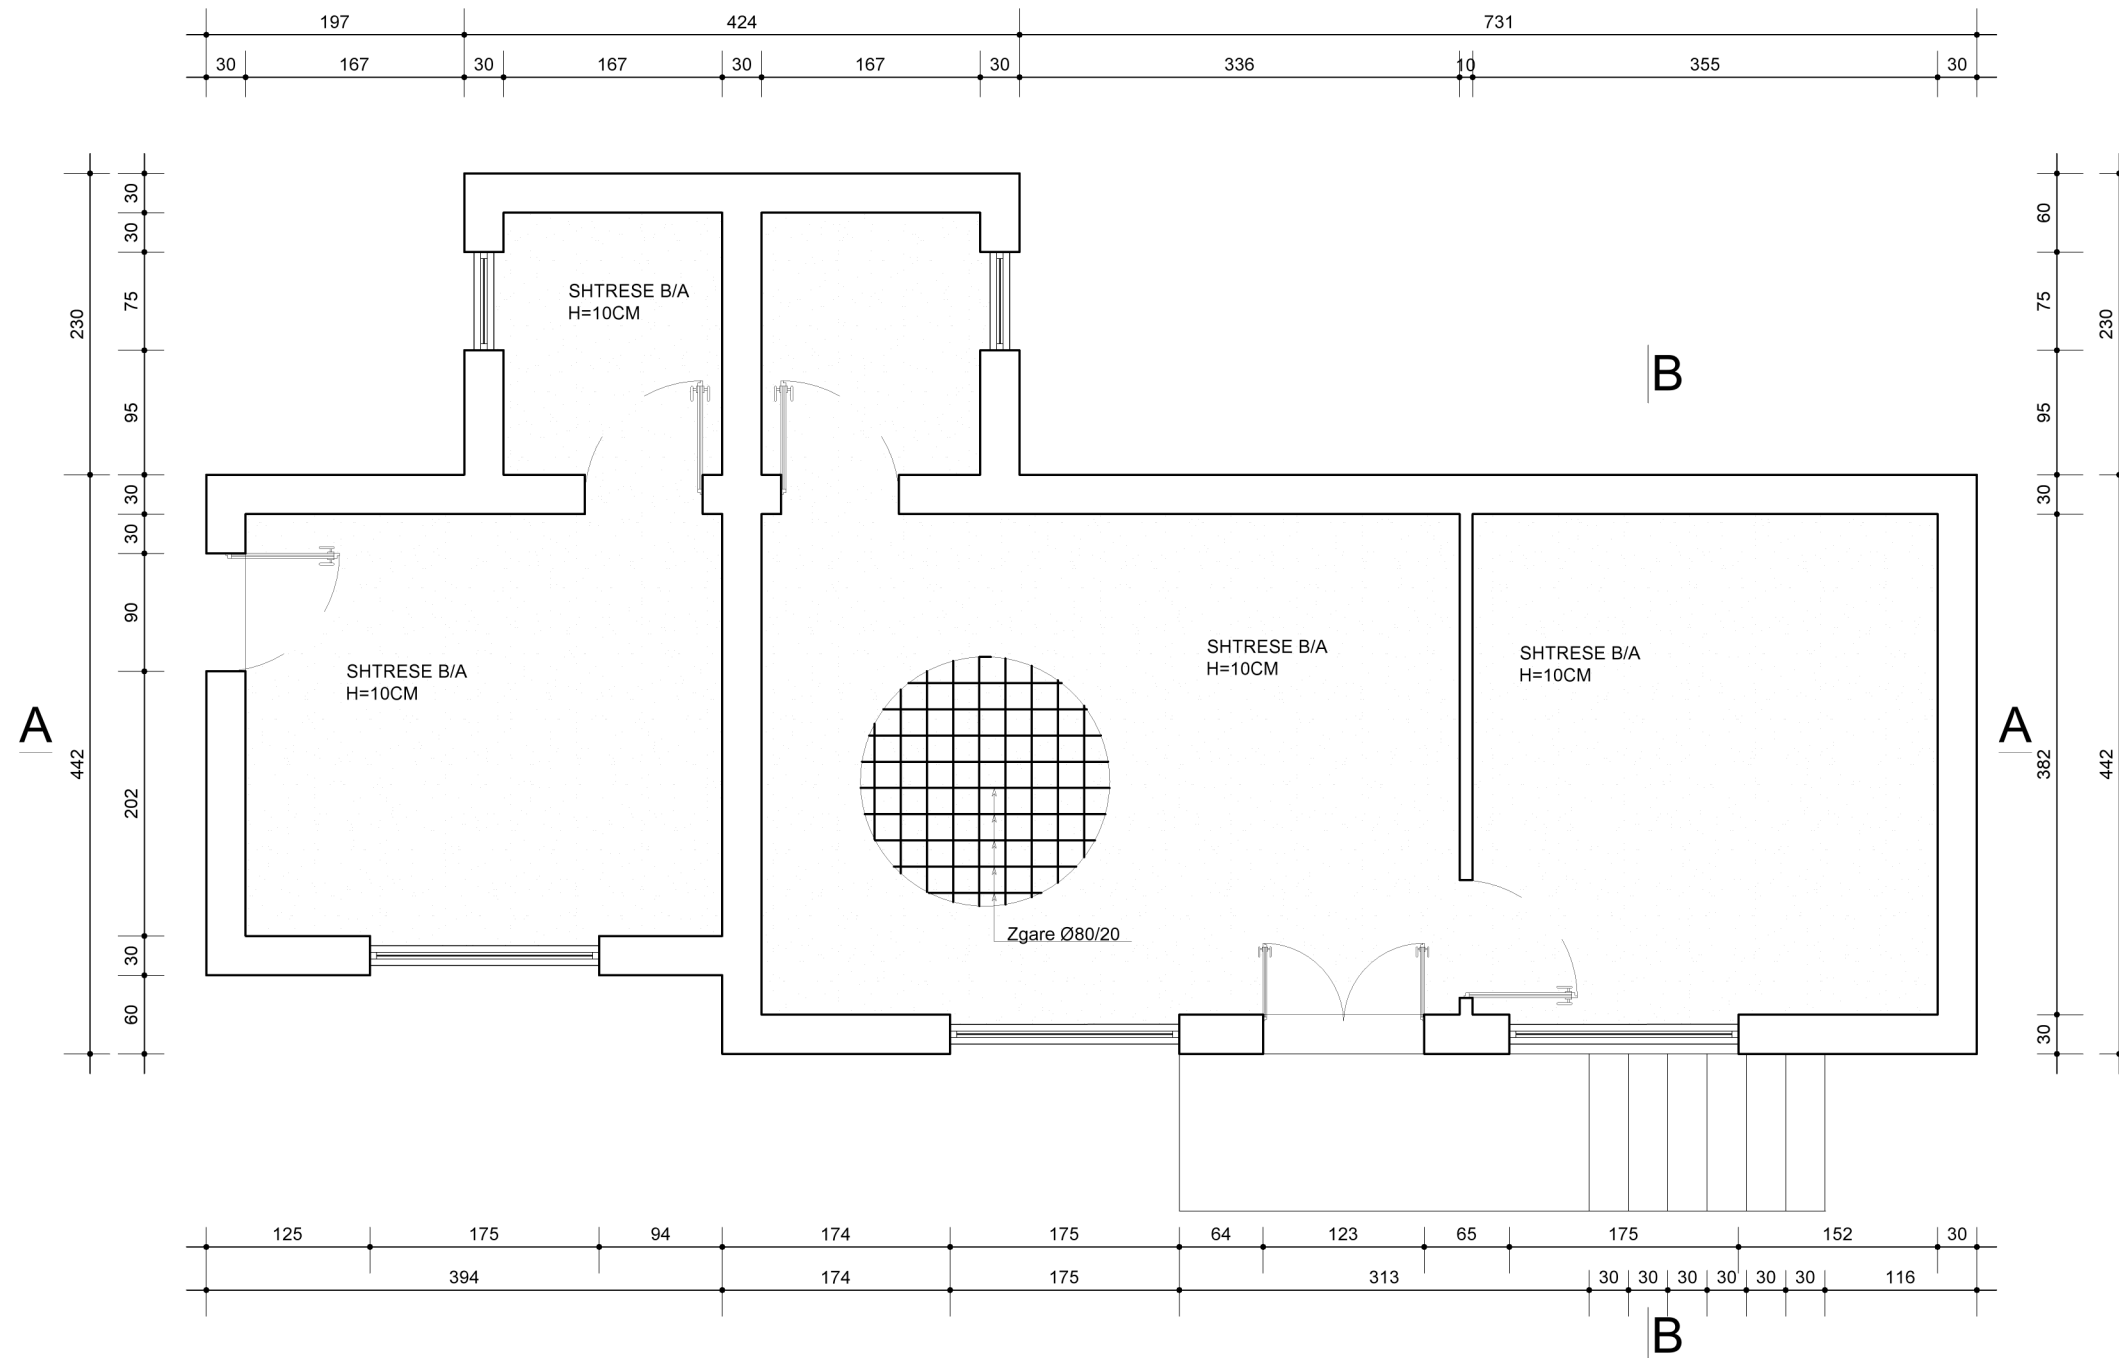 197 424 731
30 167 30 167 30 167 30 336 10 355 30
30
30
75
95
30
30
90
202
30
60
230
442
60
75
95
30
382
30
230
442
SHTRESE B/A
H=10CM
B
SHTRESE B/A
H=10CM
SHTRESE B/A
H=10CM
SHTRESE B/A
H=10CM
A
A
Zgare Ø80/20
125 175 94 174 175 64 123 65 175 152 30
394 174 175 313 30 30 30 30 30 30 116
B